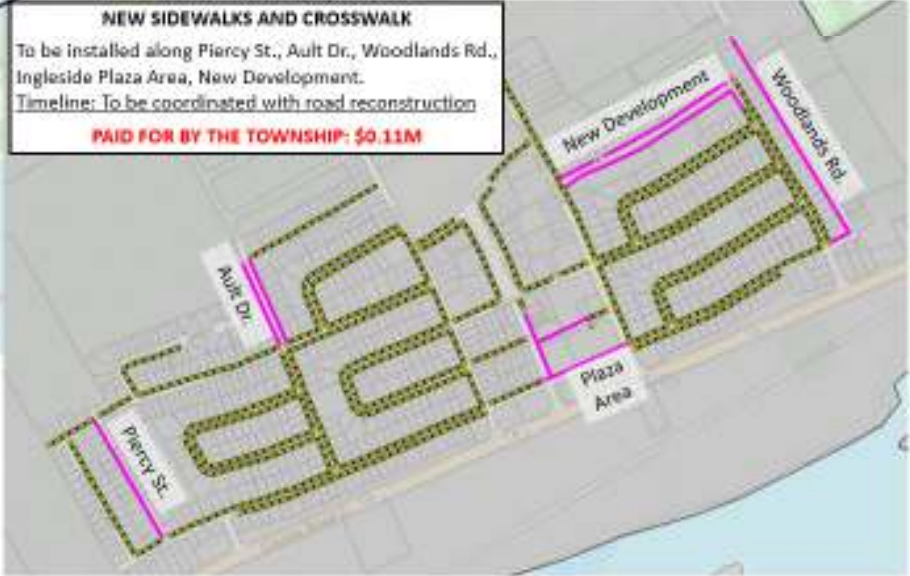 NEW SIDEWALKS AND CROSSWALK
To be installed along Piercy St., Ault Dr., Woodlands Rd.,
Ingleside Plaza Area, New Development.
Timeline: To be coordinated with road reconstruction
PAID FOR BY THE TOWNSHIP: $0.11M
New Development
Woodlands Rd.
Ault Dr.
Plaza
Area
Piercy St.